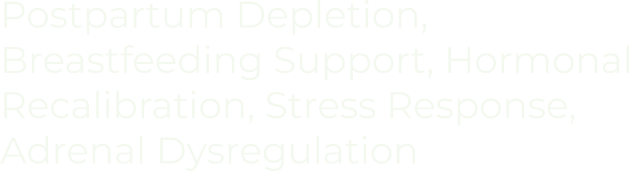 Postpartum Depletion,
Breastfeeding Support, Hormonal
Recalibration, Stress Response,
Adrenal Dysregulation